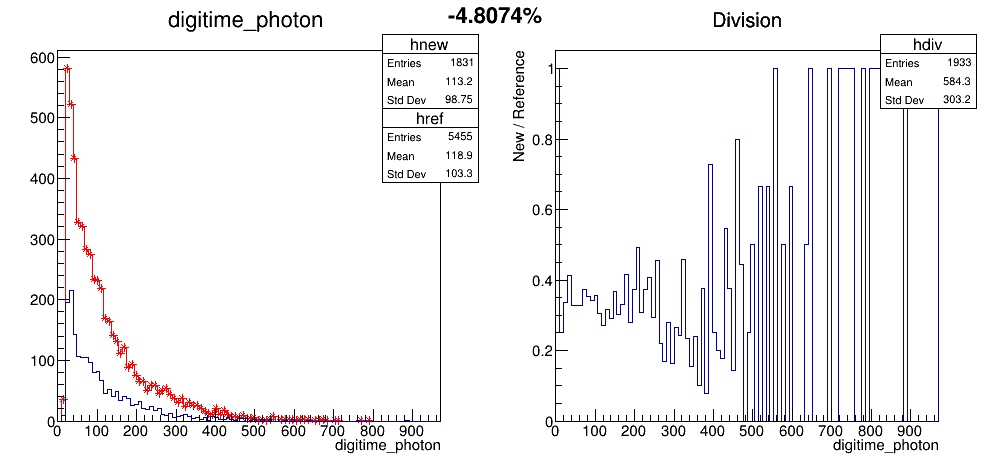 -4.8074%
digitime_photon
hnew
Entries 1831
Mean 113.2
Std Dev 98.75
href
Entries 5455
Mean 118.9
Std Dev 103.3
600
500
400
300
200
100
0
0 100 200 300 400 500 600 700 800 900
digitime_photon
Division
hdiv
Entries 1933
Mean 584.3
Std Dev 303.2
New / Reference
1
0.8
0.6
0.4
0.2
0
0 100 200 300 400 500 600 700 800 900
digitime_photon